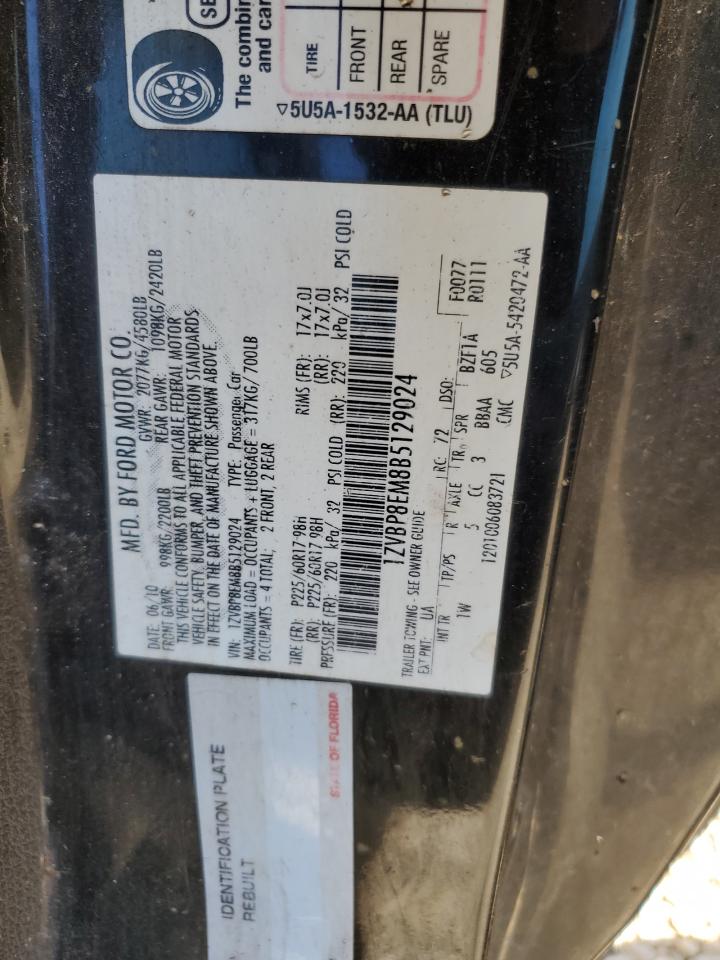 SE
The combin
and car
TIRE
FRONT
REAR
SPARE
▽5U5A-1532-AA (TLU)
MFD. BY FORD MOTOR CO.
DATE: 06/10 GVWR: 2077KG/4580LB
FRONT GAWR: 998KG/2200LB REAR GAWR: 1098KG/2420LB
THIS VEHICLE CONFORMS TO ALL APPLICABLE FEDERAL MOTOR
VEHICLE SAFETY, BUMPER, AND THEFT PREVENTION STANDARDS
IN EFFECT ON THE DATE OF MANUFACTURE SHOWN ABOVE.
VIN: 1ZVBP8EM8B5129024 TYPE: Passenger Car
MAXIMUM LOAD = OCCUPANTS + LUGGAGE = 317KG/700LB
OCCUPANTS = 4 TOTAL; 2 FRONT, 2 REAR
TIRE (FR): P225/60R17 98H RIMS (FR): 17x7.0J
(RR): P225/60R17 98H (RR): 17x7.0J
PRESSURE (FR): 220 kPa/ 32 PSI COLD (RR): 220 kPa/ 32 PSI COLD
1ZVBP8EM8B5129024
TRAILER TOWING - SEE OWNER GUIDE
EXT PNT: UA RC: 72 DSO: F0077
R0111
INT TR TP/PS R AXLE TR SPR BZF1A
1W 5 CC 3 BBAA 605
1201006083721 CMC ▽5U5A-5420472-AA
IDENTIFICATION PLATE
REBUILT
STATE OF FLORIDA